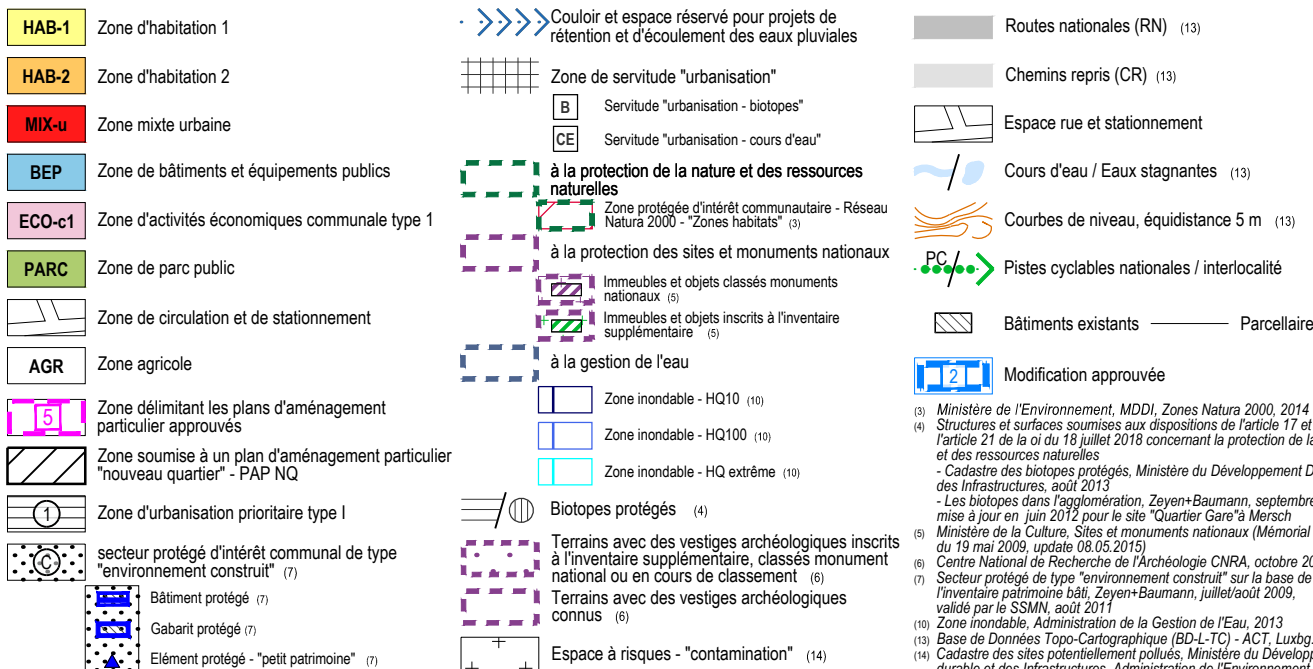 HAB-1 Zone d'habitation 1
HAB-2 Zone d'habitation 2
MIX-u Zone mixte urbaine
BEP Zone de bâtiments et équipements publics
ECO-c1 Zone d'activités économiques communale type 1
PARC Zone de parc public
Zone de circulation et de stationnement
AGR Zone agricole
5 Zone délimitant les plans d'aménagement
particulier approuvés
Zone soumise à un plan d'aménagement particulier
"nouveau quartier" - PAP NQ
1 Zone d'urbanisation prioritaire type I
C secteur protégé d'intérêt communal de type
"environnement construit" (7)
Bâtiment protégé (7)
Gabarit protégé (7)
Elément protégé - "petit patrimoine" (7)
Couloir et espace réservé pour projets de
rétention et d'écoulement des eaux pluviales
Zone de servitude "urbanisation"
B Servitude "urbanisation - biotopes"
CE Servitude "urbanisation - cours d'eau"
à la protection de la nature et des ressources
naturelles
Zone protégée d'intérêt communautaire - Réseau
Natura 2000 - "Zones habitats" (3)
à la protection des sites et monuments nationaux
Immeubles et objets classés monuments
nationaux (5)
Immeubles et objets inscrits à l'inventaire
supplémentaire (5)
à la gestion de l'eau
Zone inondable - HQ10 (10)
Zone inondable - HQ100 (10)
Zone inondable - HQ extrême (10)
Biotopes protégés (4)
Terrains avec des vestiges archéologiques inscrits
à l'inventaire supplémentaire, classés monument
national ou en cours de classement (6)
Terrains avec des vestiges archéologiques
connus (6)
Espace à risques - "contamination" (14)
Routes nationales (RN) (13)
Chemins repris (CR) (13)
Espace rue et stationnement
Cours d'eau / Eaux stagnantes (13)
Courbes de niveau, équidistance 5 m (13)
PC Pistes cyclables nationales / interlocalité
Bâtiments existants Parcellaire
2 Modification approuvée
(3) Ministère de l'Environnement, MDDI, Zones Natura 2000, 2014
(4) Structures et surfaces soumises aux dispositions de l'article 17 et
l'article 21 de la oi du 18 juillet 2018 concernant la protection de la
et des ressources naturelles
- Cadastre des biotopes protégés, Ministère du Développement D
des Infrastructures, août 2013
- Les biotopes dans l'agglomération, Zeyen+Baumann, septembre
mise à jour en juin 2012 pour le site "Quartier Gare"à Mersch
(5) Ministère de la Culture, Sites et monuments nationaux (Mémorial
du 19 mai 2009, update 08.05.2015)
(6) Centre National de Recherche de l'Archéologie CNRA, octobre 20
(7) Secteur protégé de type "environnement construit" sur la base de
l'inventaire patrimoine bâti, Zeyen+Baumann, juillet/août 2009,
validé par le SSMN, août 2011
(10) Zone inondable, Administration de la Gestion de l'Eau, 2013
(13) Base de Données Topo-Cartographique (BD-L-TC) - ACT, Luxbg.
(14) Cadastre des sites potentiellement pollués, Ministère du Dévelop
durable et des Infrastructures, Administration de l'Environnement